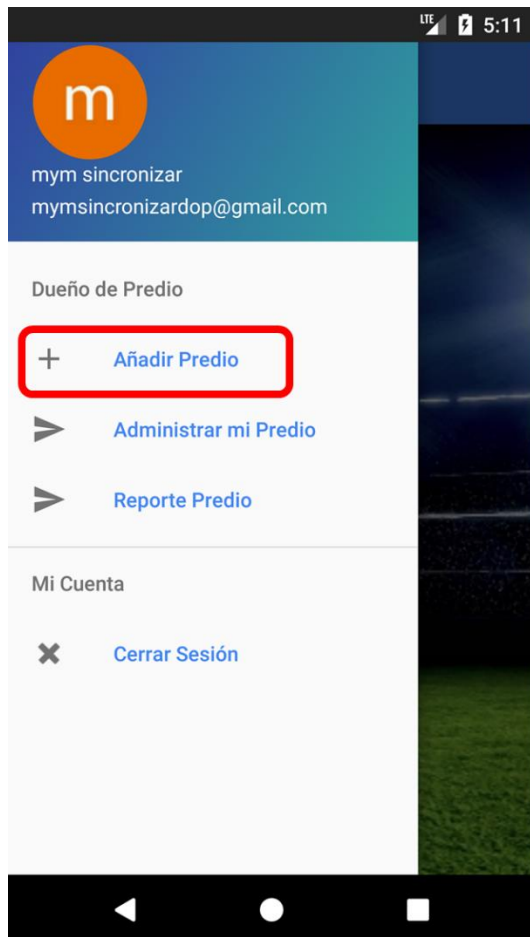 LTE 5:11
m
mym sincronizar
mymsincronizardop@gmail.com
Dueño de Predio
Añadir Predio
Administrar mi Predio
Reporte Predio
Mi Cuenta
Cerrar Sesión